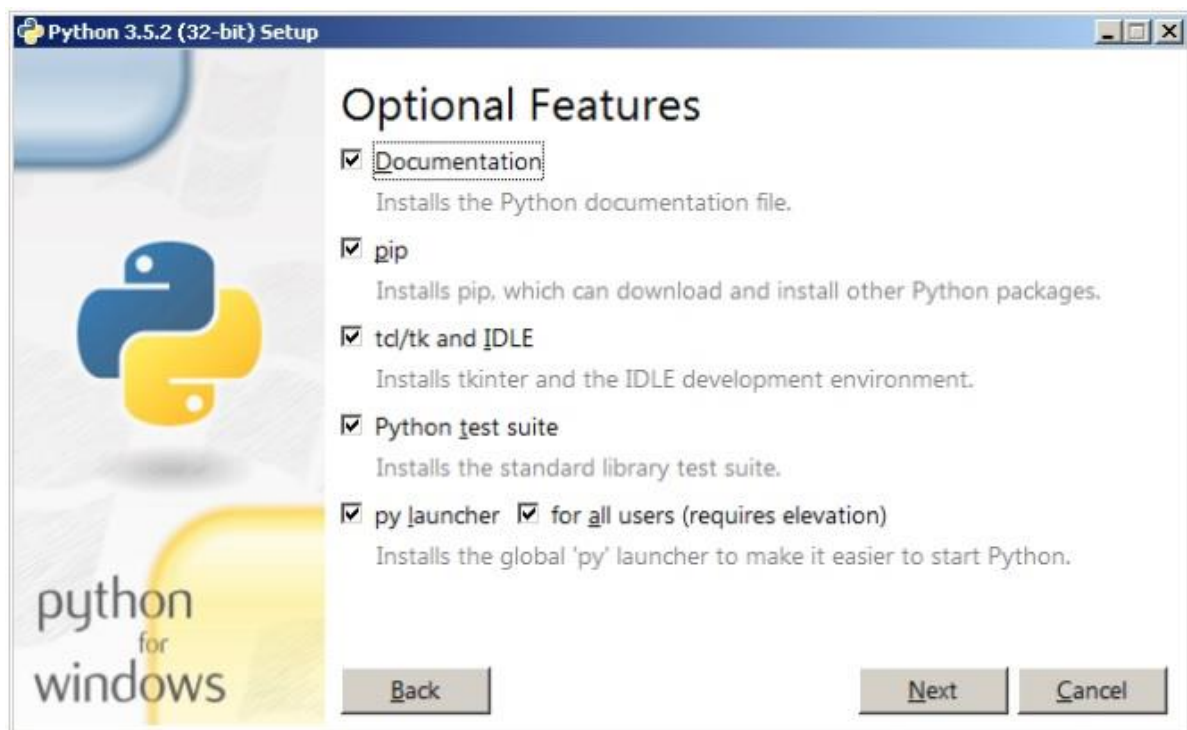 Python 3.5.2 (32-bit) Setup
Optional Features
Documentation
Installs the Python documentation file.
pip
Installs pip, which can download and install other Python packages.
tcl/tk and IDLE
Installs tkinter and the IDLE development environment.
Python test suite
Installs the standard library test suite.
py launcher for all users (requires elevation)
Installs the global 'py' launcher to make it easier to start Python.
python
for
windows
Back Next Cancel